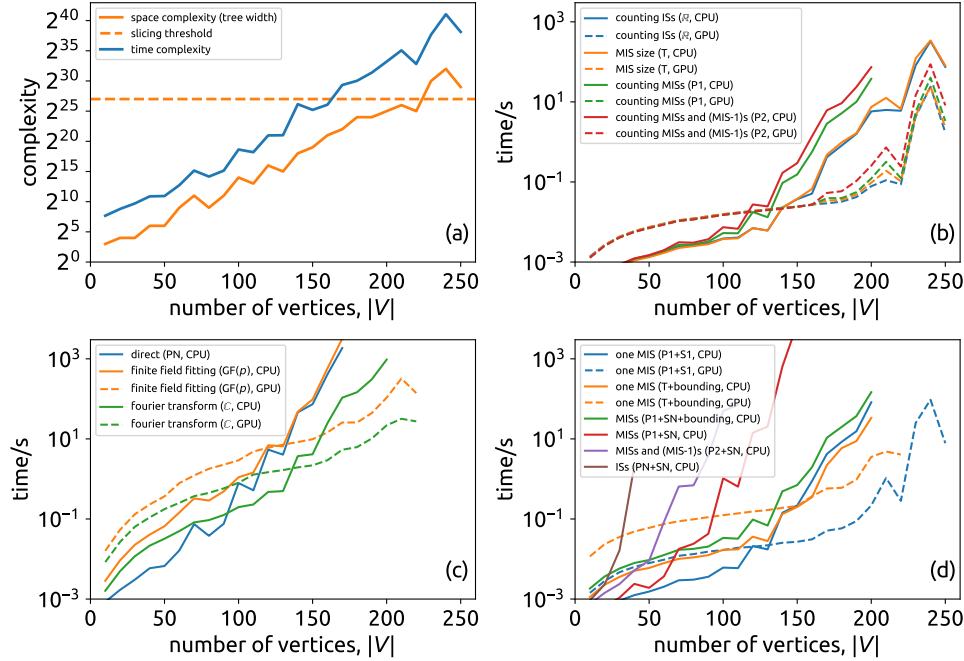 2^40
2^35
2^30
2^25
2^20
2^15
2^10
2^5
2^0
complexity
space complexity (tree width)
slicing threshold
time complexity
(a)
0 50 100 150 200 250
number of vertices, |V|
10^3
10^1
10^−1
10^−3
time/s
counting ISs (ℝ, CPU)
counting ISs (ℝ, GPU)
MIS size (T, CPU)
MIS size (T, GPU)
counting MISs (P1, CPU)
counting MISs (P1, GPU)
counting MISs and (MIS-1)s (P2, CPU)
counting MISs and (MIS-1)s (P2, GPU)
(b)
0 50 100 150 200 250
number of vertices, |V|
10^3
10^1
10^−1
10^−3
time/s
direct (PN, CPU)
finite field fitting (GF(p), CPU)
finite field fitting (GF(p), GPU)
fourier transform (ℂ, CPU)
fourier transform (ℂ, GPU)
(c)
0 50 100 150 200 250
number of vertices, |V|
10^3
10^1
10^−1
10^−3
time/s
one MIS (P1+S1, CPU)
one MIS (P1+S1, GPU)
one MIS (T+bounding, CPU)
one MIS (T+bounding, GPU)
MISs (P1+SN+bounding, CPU)
MISs (P1+SN, CPU)
MISs and (MIS-1)s (P2+SN, CPU)
ISs (PN+SN, CPU)
(d)
0 50 100 150 200 250
number of vertices, |V|